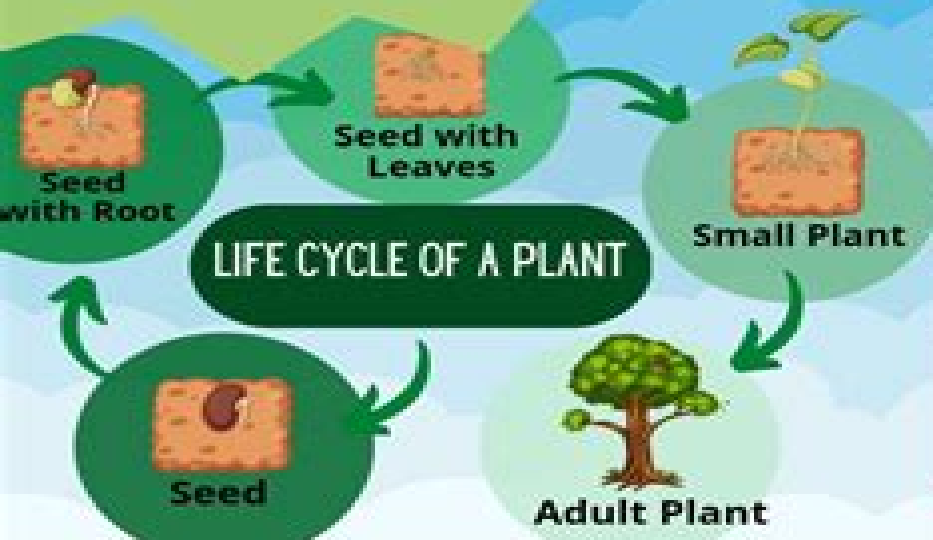 Seed with
Leaves
Seed
with Root
Small Plant
LIFE CYCLE OF A PLANT
Seed
Adult Plant